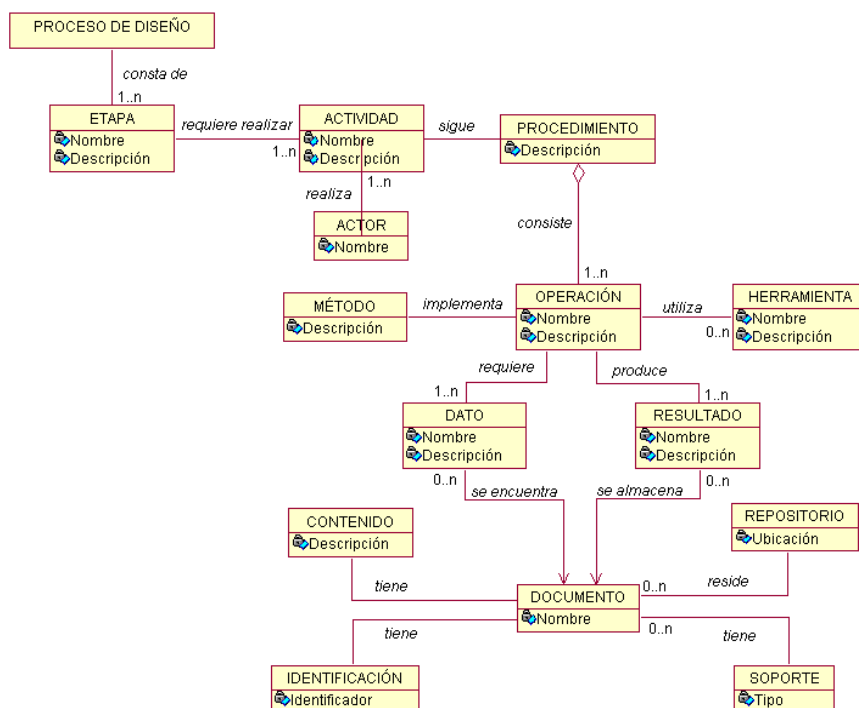 PROCESO DE DISEÑO
consta de
1..n
ETAPA
Nombre
Descripción
requiere realizar
1..n
ACTIVIDAD
Nombre
Descripción
sigue
PROCEDIMIENTO
Descripción
1..n
realiza
ACTOR
Nombre
consiste
1..n
MÉTODO
Descripción
implementa
OPERACIÓN
Nombre
Descripción
utiliza
0..n
HERRAMIENTA
Nombre
Descripción
requiere
1..n
produce
1..n
DATO
Nombre
Descripción
0..n
RESULTADO
Nombre
Descripción
0..n
se encuentra
se almacena
CONTENIDO
Descripción
tiene
REPOSITORIO
Ubicación
reside
0..n
DOCUMENTO
Nombre
0..n
tiene
tiene
IDENTIFICACIÓN
Identificador
SOPORTE
Tipo